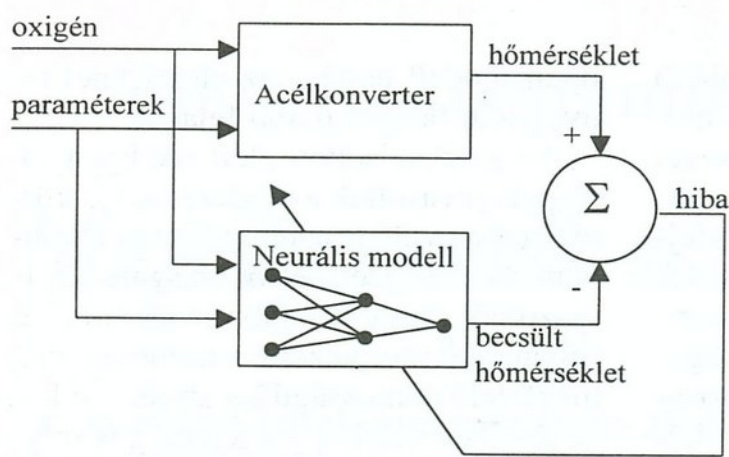 oxigén
hőmérséklet
Acélkonverter
paraméterek
+
Σ
hiba
Neurális modell
-
becsült
hőmérséklet